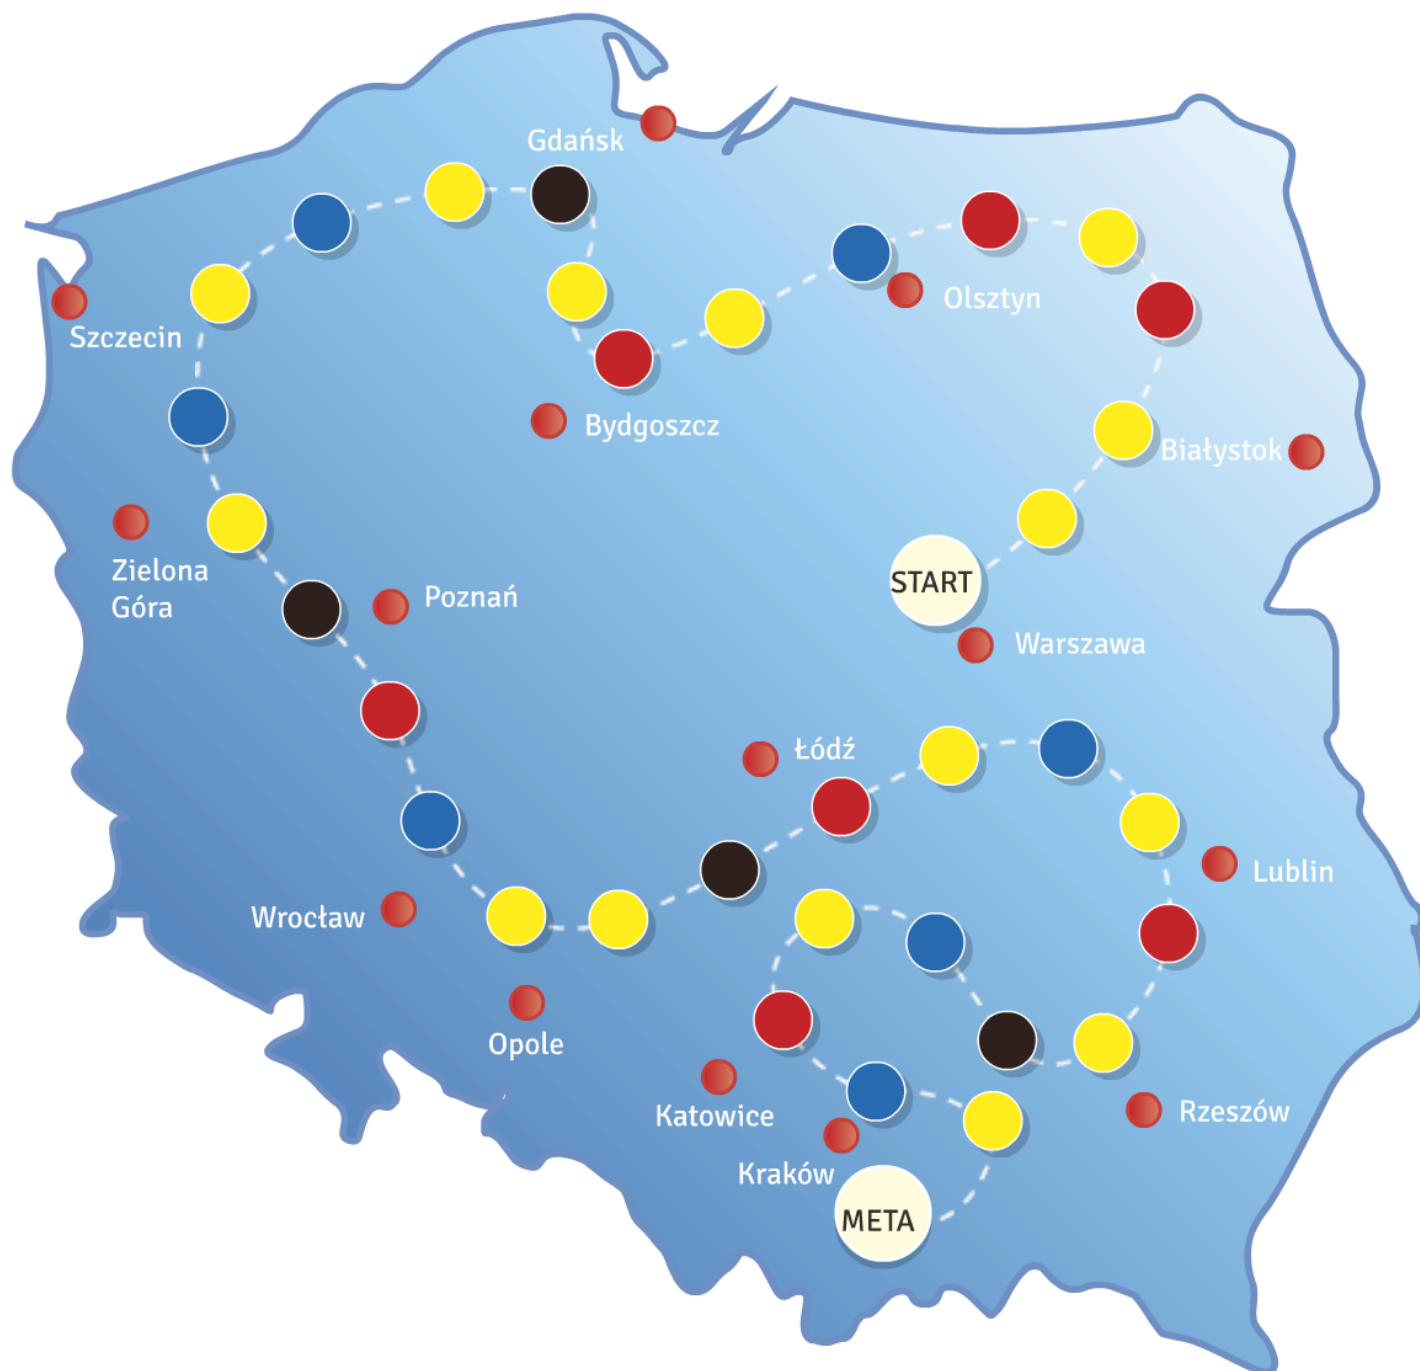 Gdańsk
Olsztyn
Szczecin
Bydgoszcz
Białystok
Zielona
Góra
Poznań
START
Warszawa
Łódź
Lublin
Wrocław
Opole
Katowice
Rzeszów
Kraków
META